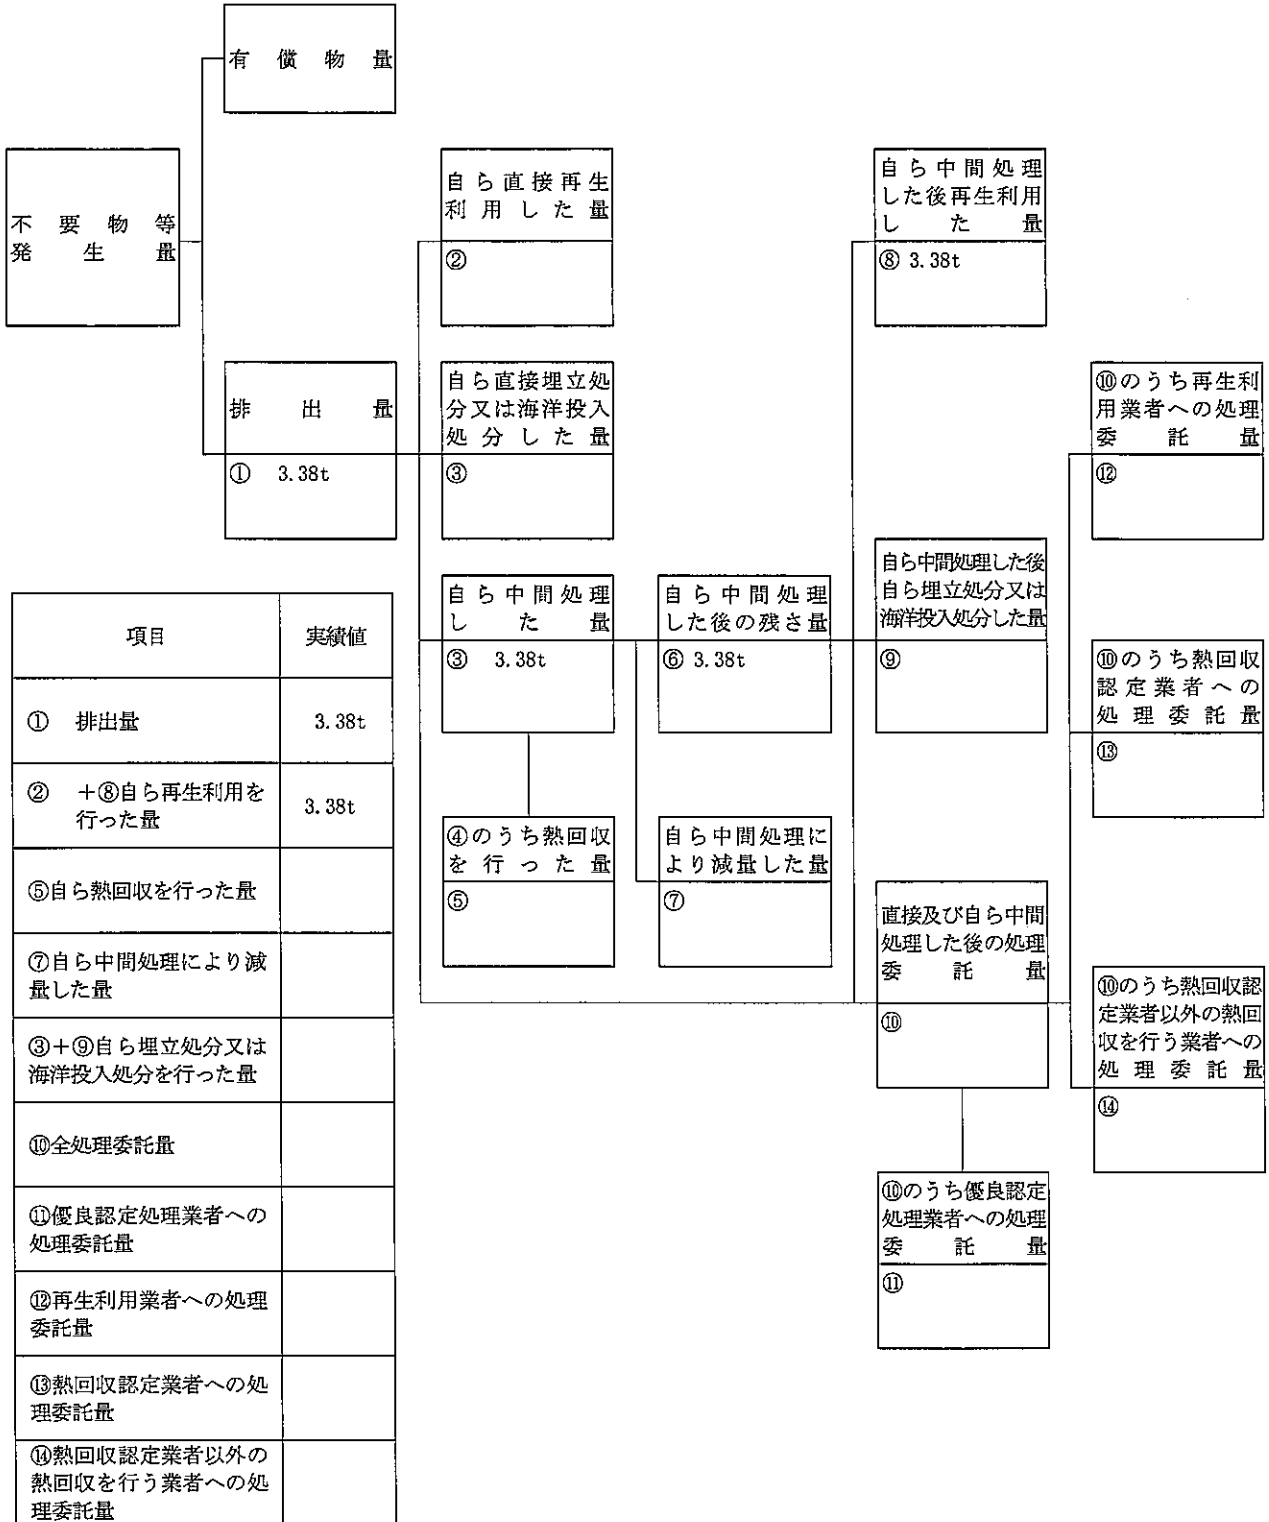 有償物量
不要物等
発生量
自ら直接再生
利用した量
②
自ら中間処理
した後再生利用
した量
⑧ 3.38t
排出量
① 3.38t
自ら直接埋立処
分又は海洋投入
処分した量
③
⑩のうち再生利
用業者への処理
委託量
⑫
自ら中間処理
した量
③ 3.38t
自ら中間処理
した後の残さ量
⑥ 3.38t
自ら中間処理した後
自ら埋立処分又は
海洋投入処分した量
⑨
⑩のうち熱回収
認定業者への
処理委託量
⑬
④のうち熱回収
を行った量
⑤
自ら中間処理に
より減量した量
⑦
直接及び自ら中間
処理した後の処理
委託量
⑩
⑩のうち熱回収認
定業者以外の熱回
収を行う業者への
処理委託量
⑭
⑩のうち優良認定
処理業者への処理
委託量
⑪
項目 実績値
① 排出量 3.38t
② +⑧自ら再生利用を
行った量 3.38t
⑤自ら熱回収を行った量
⑦自ら中間処理により減
量した量
③+⑨自ら埋立処分又は
海洋投入処分を行った量
⑩全処理委託量
⑪優良認定処理業者への
処理委託量
⑫再生利用業者への処理
委託量
⑬熱回収認定業者への処
理委託量
⑭熱回収認定業者以外の
熱回収を行う業者への処
理委託量